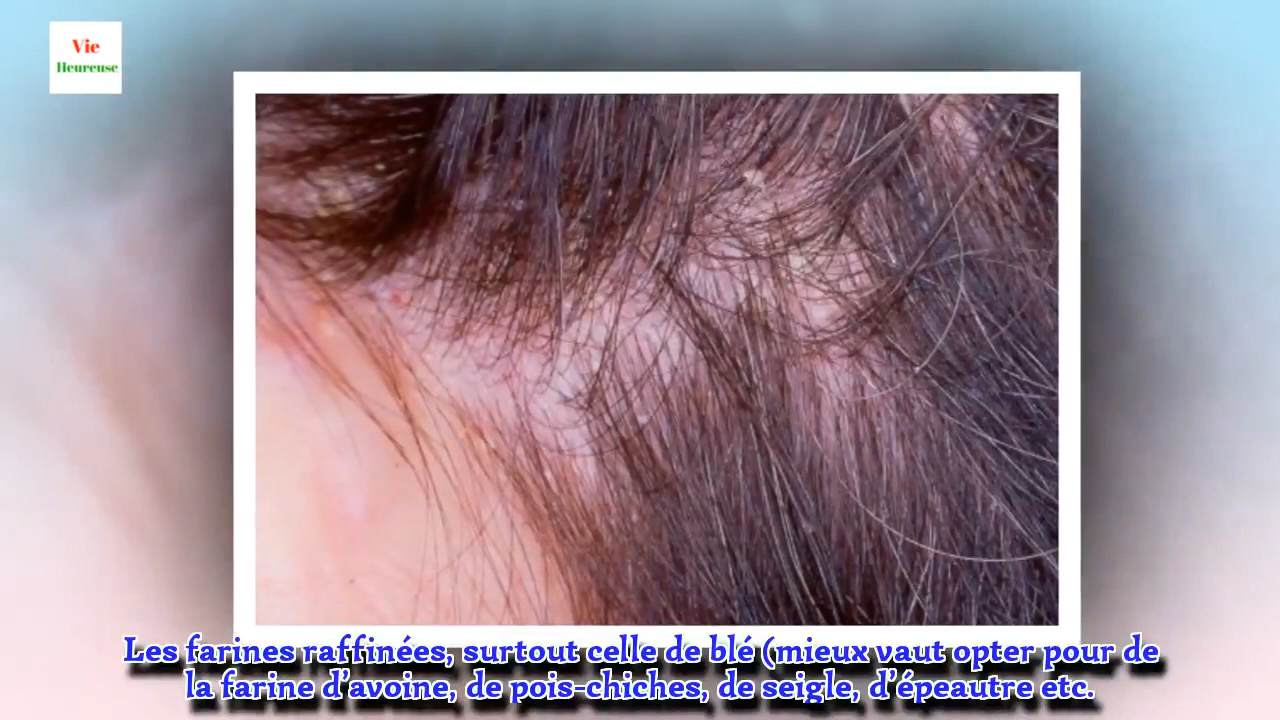 Vie
Heureuse
Les farines raffinées, surtout celle de blé (mieux vaut opter pour de
la farine d'avoine, de pois-chiches, de seigle, d'épeautre etc.